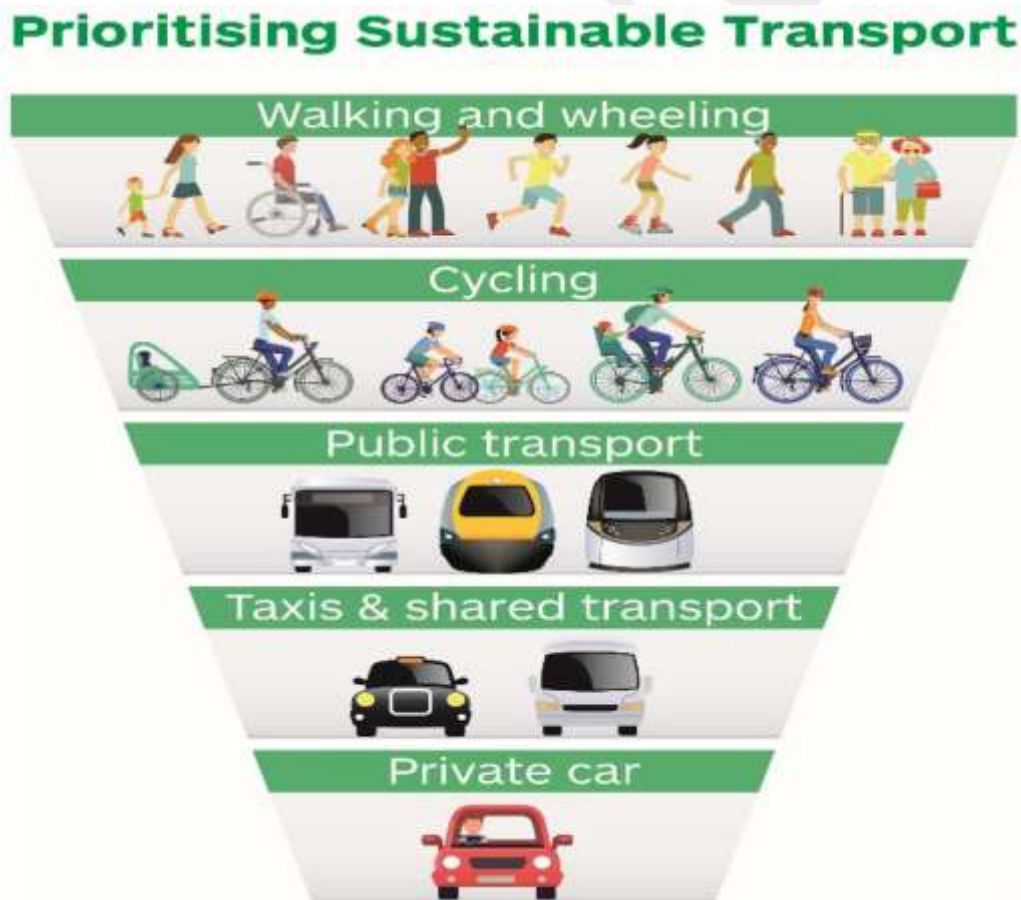 Prioritising Sustainable Transport
Walking and wheeling
Cycling
Public transport
Taxis & shared transport
Private car